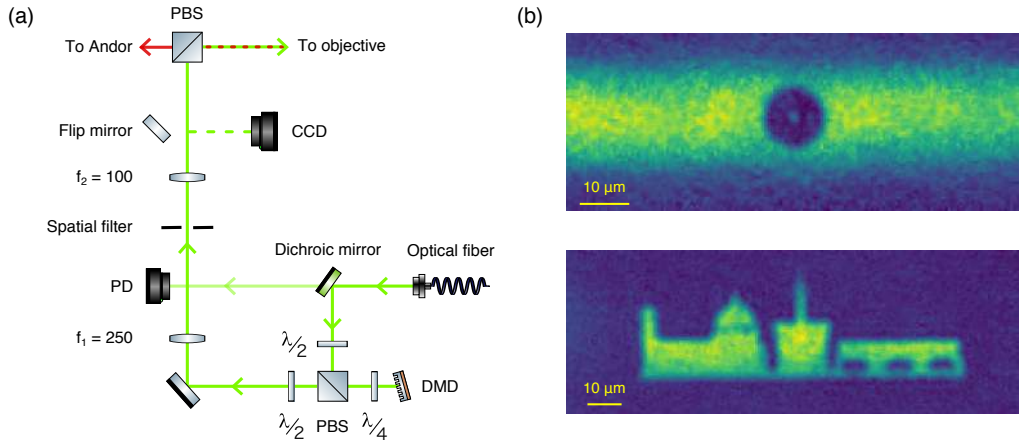 (a)
PBS
To Andor
To objective
Flip mirror
CCD
f₂ = 100
Spatial filter
Dichroic mirror
Optical fiber
PD
f₁ = 250
λ/2
DMD
λ/2
PBS
λ/4
(b)
10 µm
10 µm